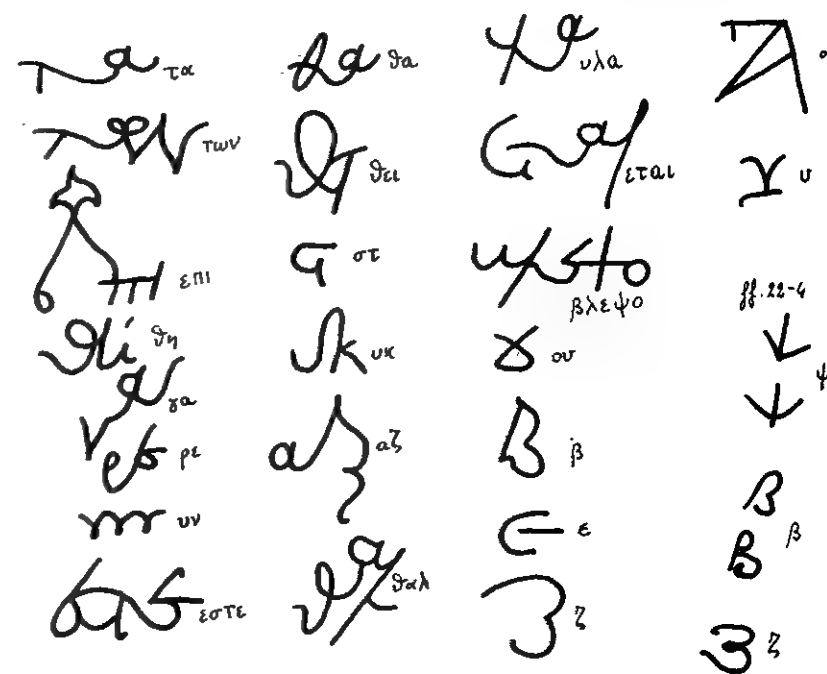 τα θα υλα α
των θει εται υ
επι στ βλεψο ff. 22-4
θη υκ ου ψ
γα
ρε αζ β
υν ε β
εστε θαλ ζ ζ